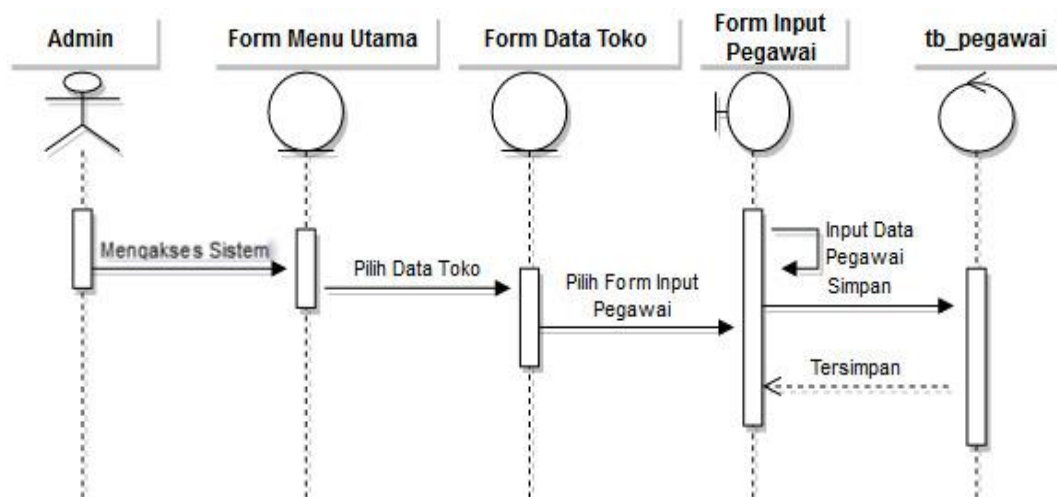 Admin
Form Menu Utama
Form Data Toko
Form Input
Pegawai
tb_pegawai
Mengakses Sistem
Pilih Data Toko
Pilih Form Input
Pegawai
Input Data
Pegawai
Simpan
Tersimpan